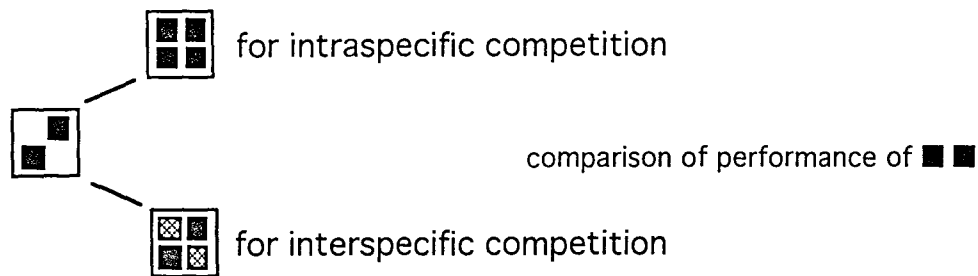 for intraspecific competition
comparison of performance of
for interspecific competition